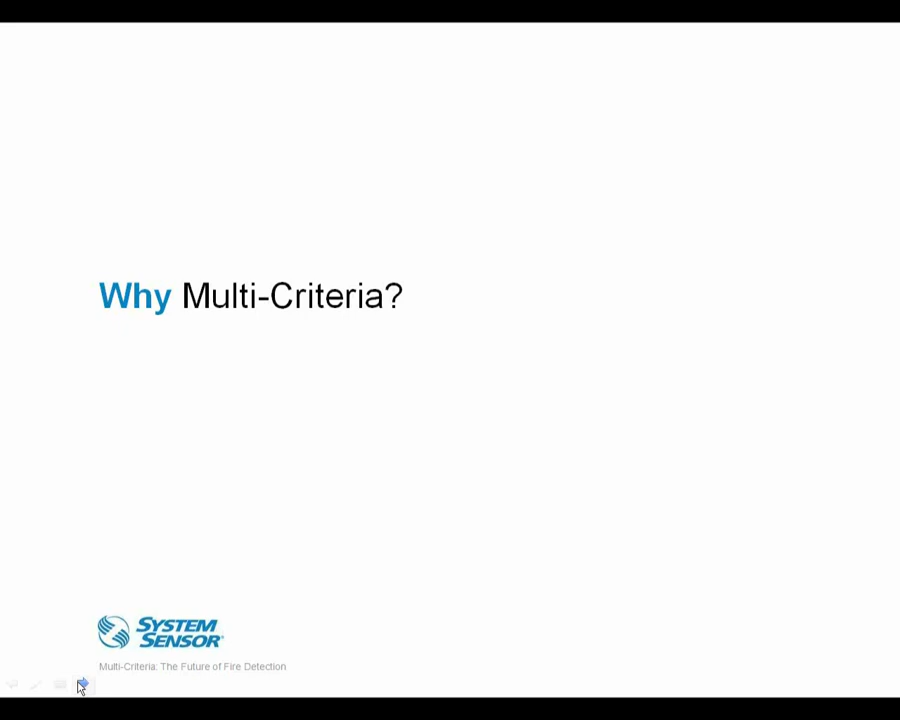 Why Multi-Criteria?
SYSTEM
SENSOR
Multi-Criteria: The Future of Fire Detection